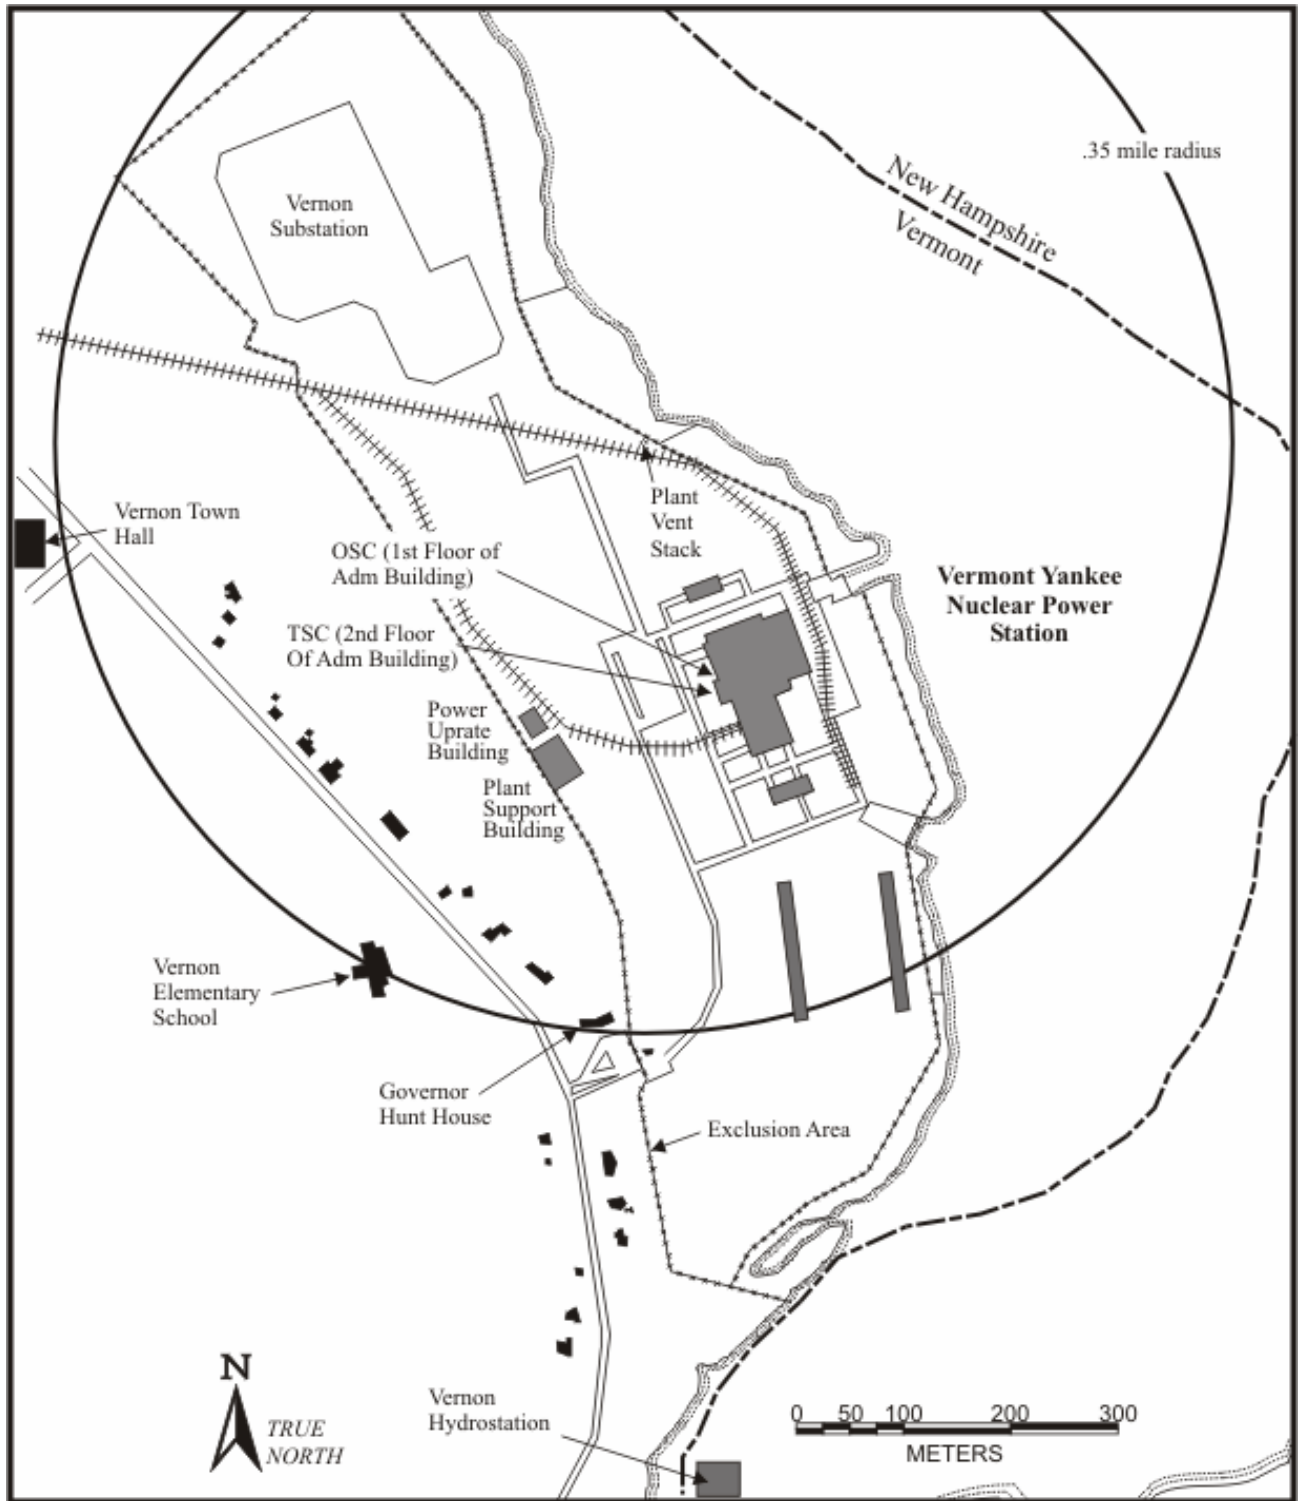 .35 mile radius
New Hampshire
Vermont
Vernon
Substation
Vernon Town
Hall
Plant
Vent
Stack
OSC (1st Floor of
Adm Building)
Vermont Yankee
Nuclear Power
Station
TSC (2nd Floor
Of Adm Building)
Power
Uprate
Building
Plant
Support
Building
Vernon
Elementary
School
Governor
Hunt House
Exclusion Area
N
TRUE
NORTH
Vernon
Hydrostation
0 50 100 200 300
METERS